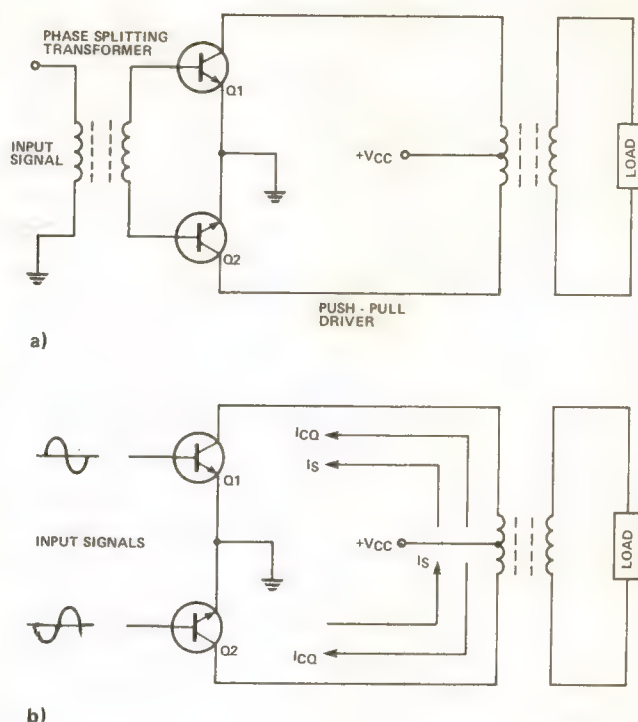 PHASE SPLITTING
TRANSFORMER
Q1
INPUT
SIGNAL
+VCC
LOAD
Q2
PUSH - PULL
DRIVER
a)
ICQ
IS
Q1
INPUT SIGNALS
+VCC
IS
LOAD
Q2
ICQ
b)